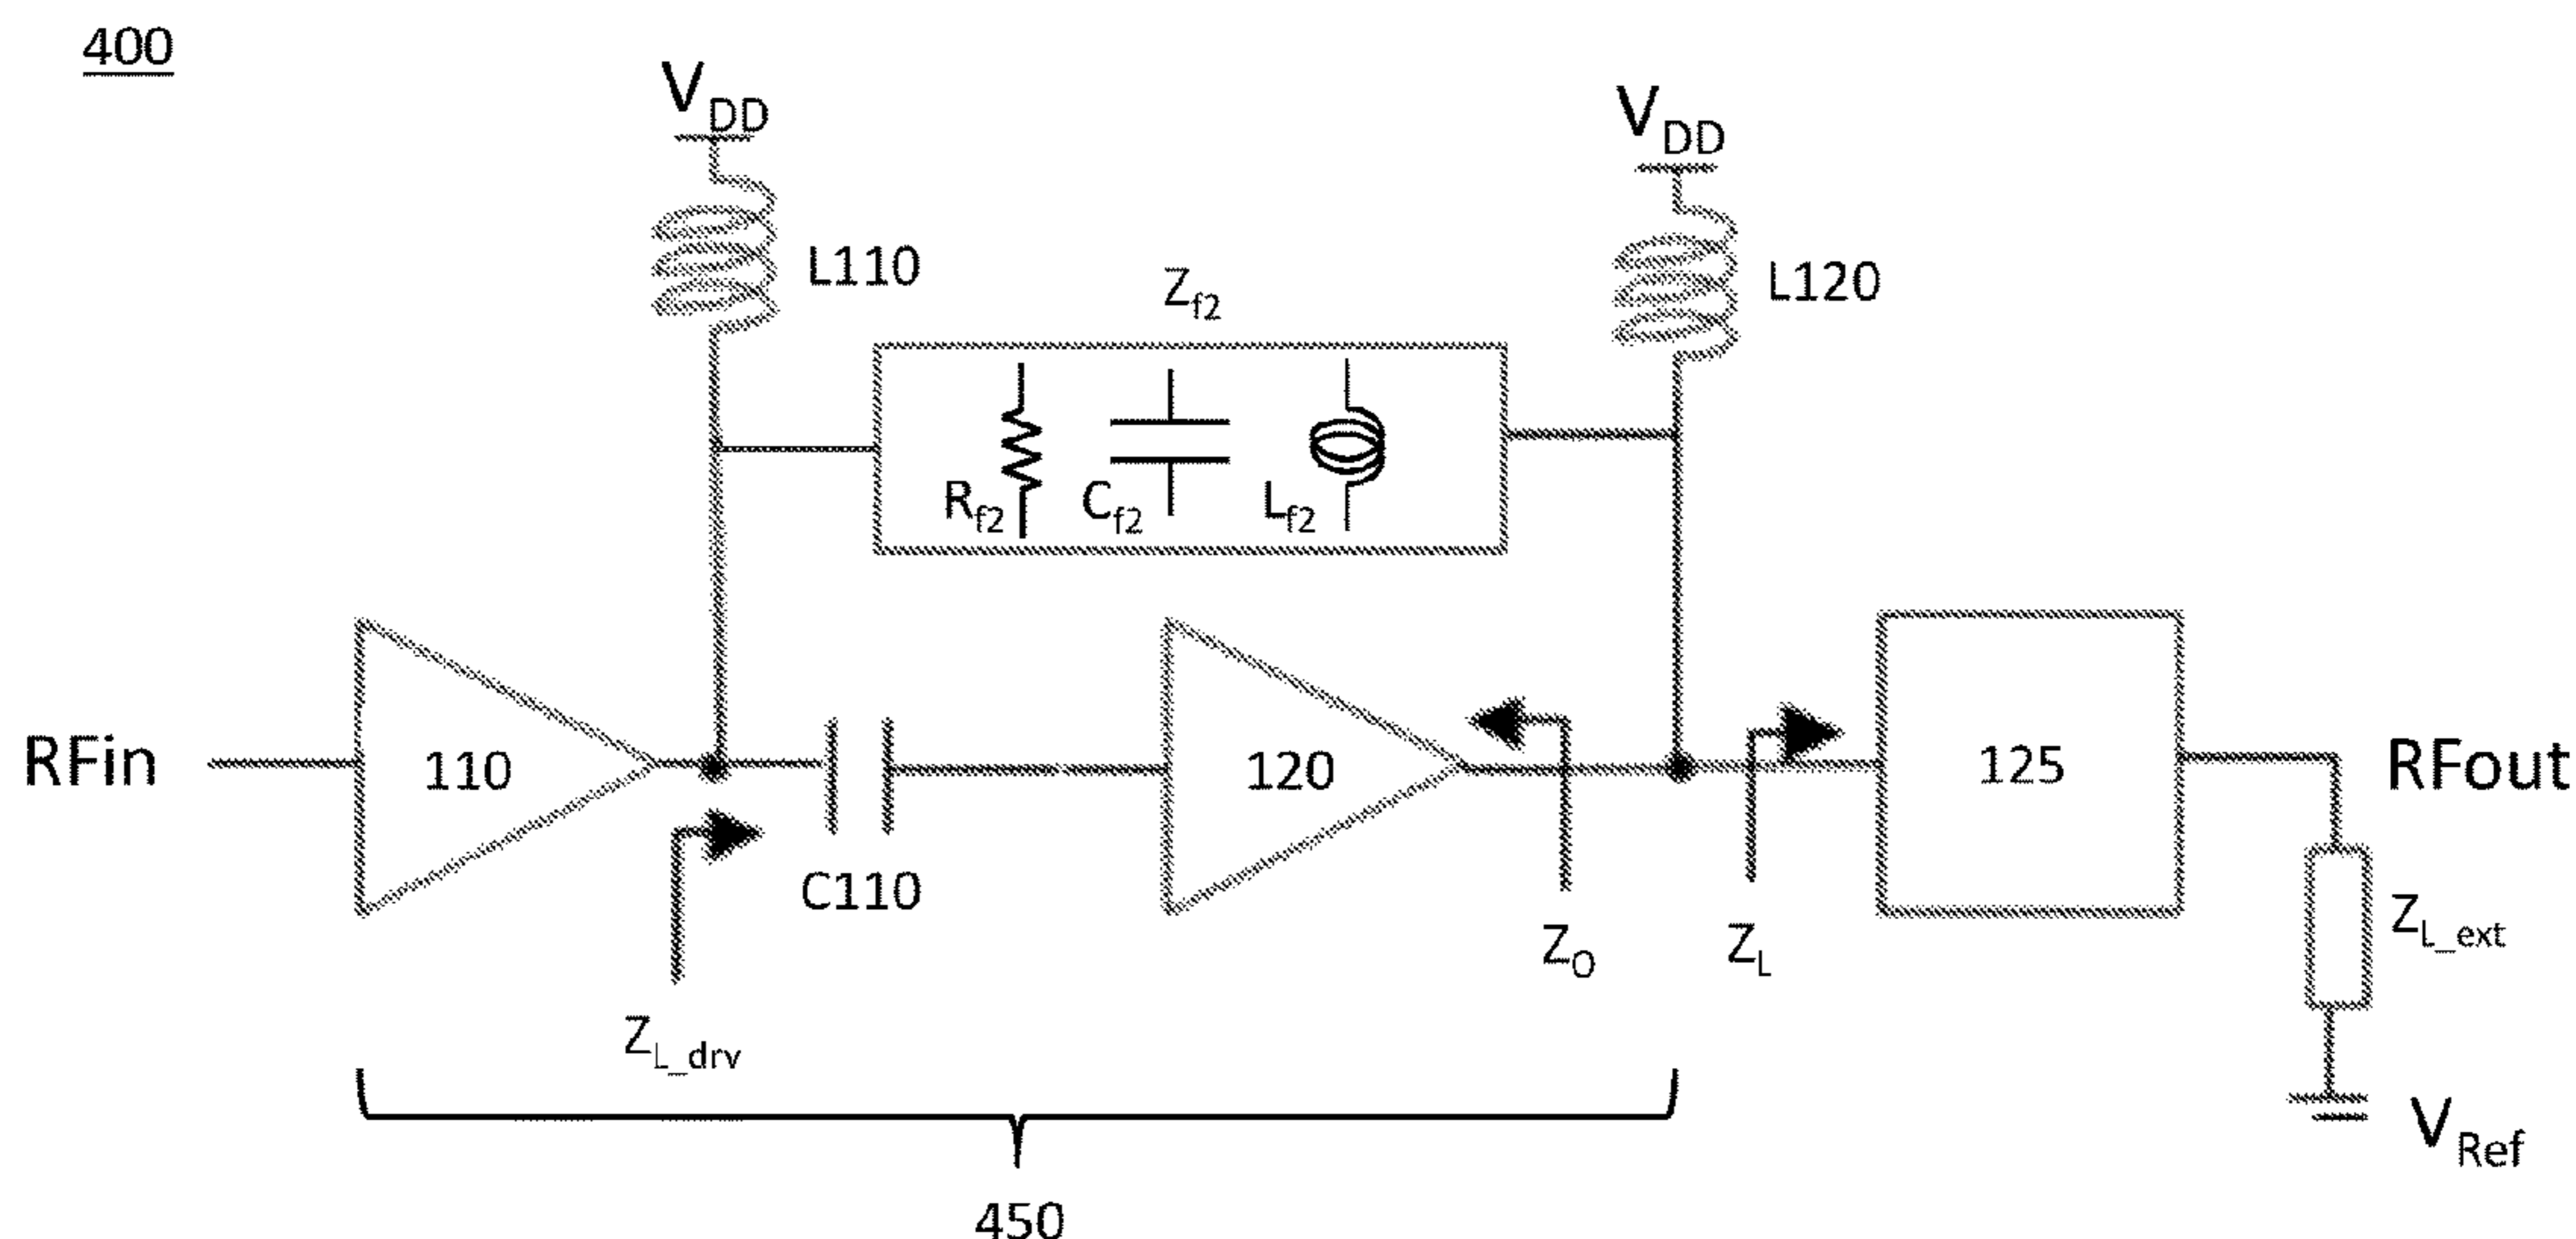 400
VDD
VDD
L110
L120
Zf2
Rf2
Cf2
Lf2
RFin
110
C110
120
125
RFout
ZL_drv
ZO
ZL
ZL_ext
VRef
450